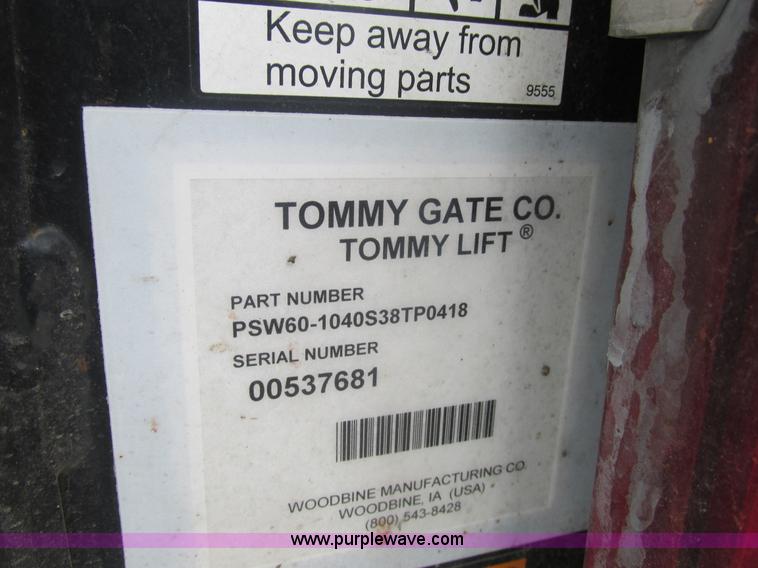 Keep away from
moving parts
9555
TOMMY GATE CO.
TOMMY LIFT ®
PART NUMBER
PSW60-1040S38TP0418
SERIAL NUMBER
00537681
WOODBINE MANUFACTURING CO.
WOODBINE, IA (USA)
(800) 543-8428
www.purplewave.com